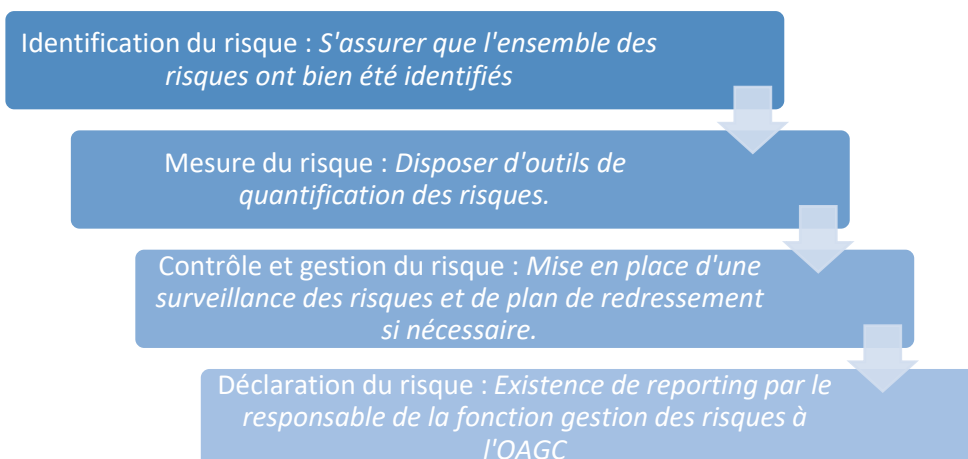 Identification du risque : S'assurer que l'ensemble des
risques ont bien été identifiés
Mesure du risque : Disposer d'outils de
quantification des risques.
Contrôle et gestion du risque : Mise en place d'une
surveillance des risques et de plan de redressement
si nécessaire.
Déclaration du risque : Existence de reporting par le
responsable de la fonction gestion des risques à
l'OAGC